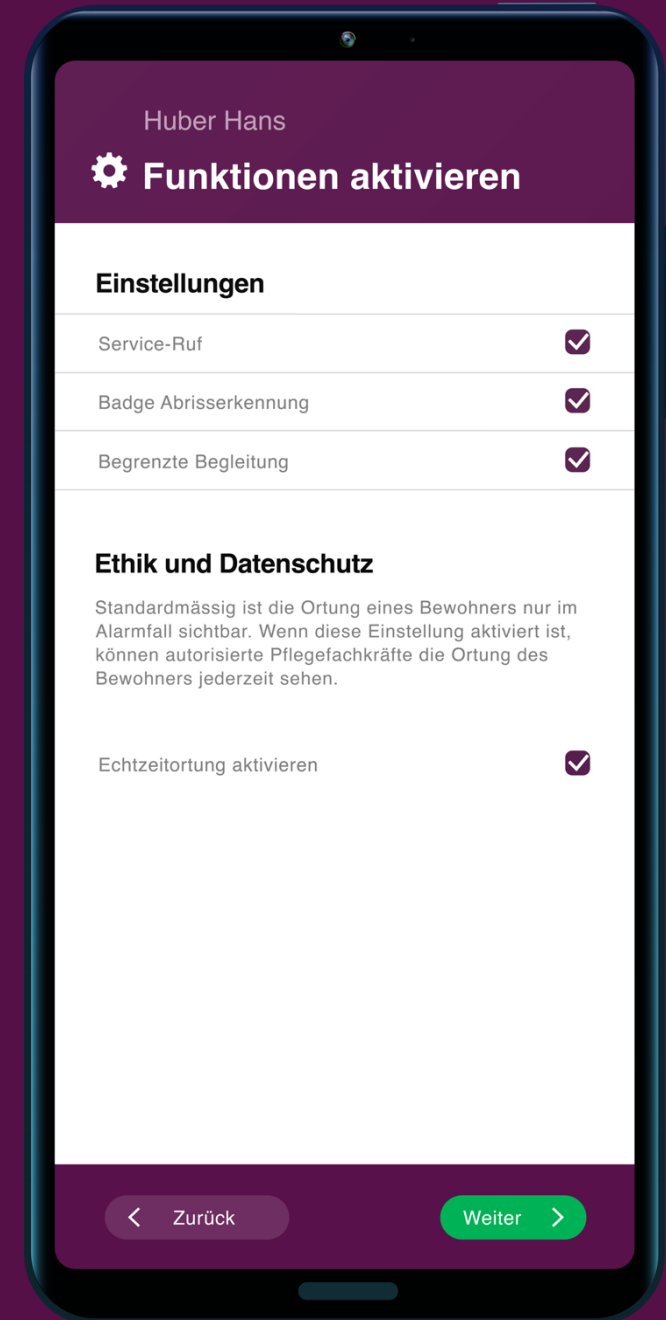 Huber Hans
Funktionen aktivieren
Einstellungen
Service-Ruf
Badge Abrisserkennung
Begrenzte Begleitung
Ethik und Datenschutz
Standardmässig ist die Ortung eines Bewohners nur im
Alarmfall sichtbar. Wenn diese Einstellung aktiviert ist,
können autorisierte Pflegefachkräfte die Ortung des
Bewohners jederzeit sehen.
Echtzeitortung aktivieren
Zurück
Weiter